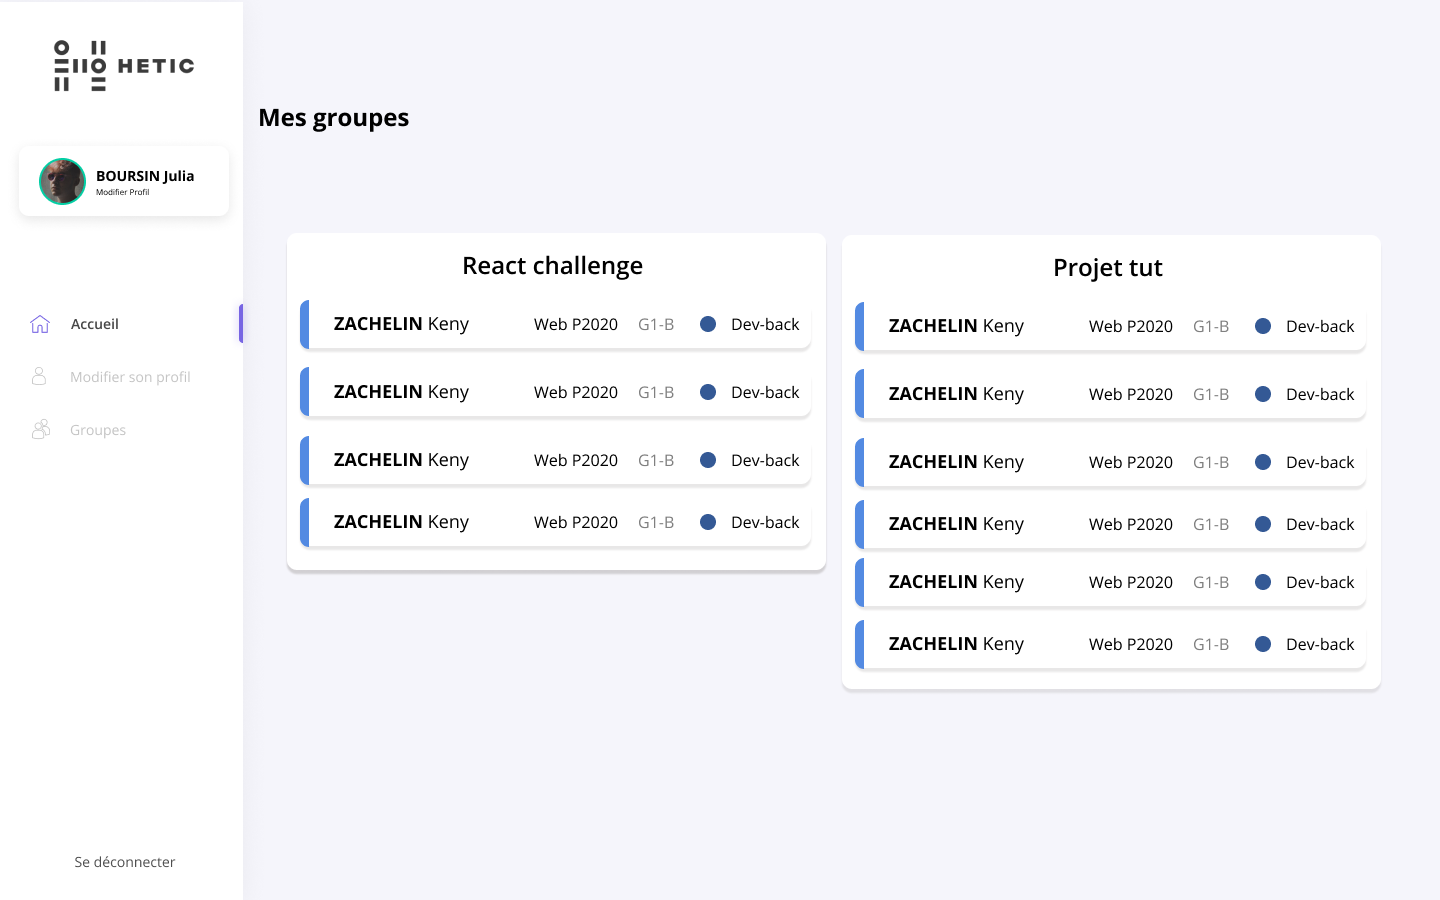 HETIC
BOURSIN Julia
Modifier Profil
Accueil
Modifier son profil
Groupes
Se déconnecter
Mes groupes
React challenge
ZACHELIN Keny Web P2020 G1-B Dev-back
ZACHELIN Keny Web P2020 G1-B Dev-back
ZACHELIN Keny Web P2020 G1-B Dev-back
ZACHELIN Keny Web P2020 G1-B Dev-back
Projet tut
ZACHELIN Keny Web P2020 G1-B Dev-back
ZACHELIN Keny Web P2020 G1-B Dev-back
ZACHELIN Keny Web P2020 G1-B Dev-back
ZACHELIN Keny Web P2020 G1-B Dev-back
ZACHELIN Keny Web P2020 G1-B Dev-back
ZACHELIN Keny Web P2020 G1-B Dev-back